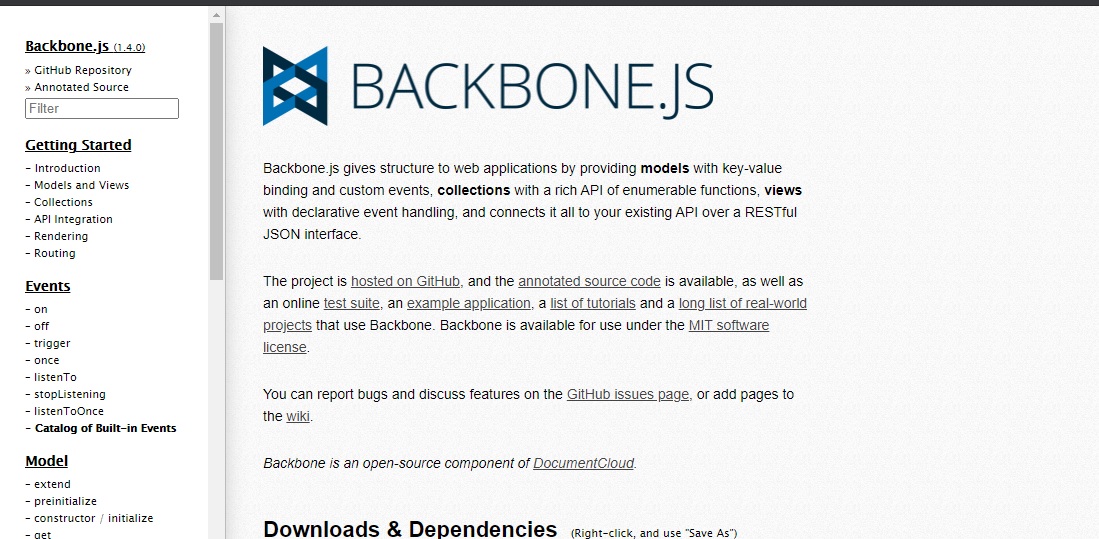 Backbone.js (1.4.0)
» GitHub Repository
» Annotated Source
Filter
Getting Started
– Introduction
– Models and Views
– Collections
– API Integration
– Rendering
– Routing
Events
– on
– off
– trigger
– once
– listenTo
– stopListening
– listenToOnce
– Catalog of Built-in Events
Model
– extend
– preinitialize
– constructor / initialize
– get
BACKBONE.JS
Backbone.js gives structure to web applications by providing models with key-value
binding and custom events, collections with a rich API of enumerable functions, views
with declarative event handling, and connects it all to your existing API over a RESTful
JSON interface.
The project is hosted on GitHub, and the annotated source code is available, as well as
an online test suite, an example application, a list of tutorials and a long list of real-world
projects that use Backbone. Backbone is available for use under the MIT software
license.
You can report bugs and discuss features on the GitHub issues page, or add pages to
the wiki.
Backbone is an open-source component of DocumentCloud.
Downloads & Dependencies (Right-click, and use "Save As")